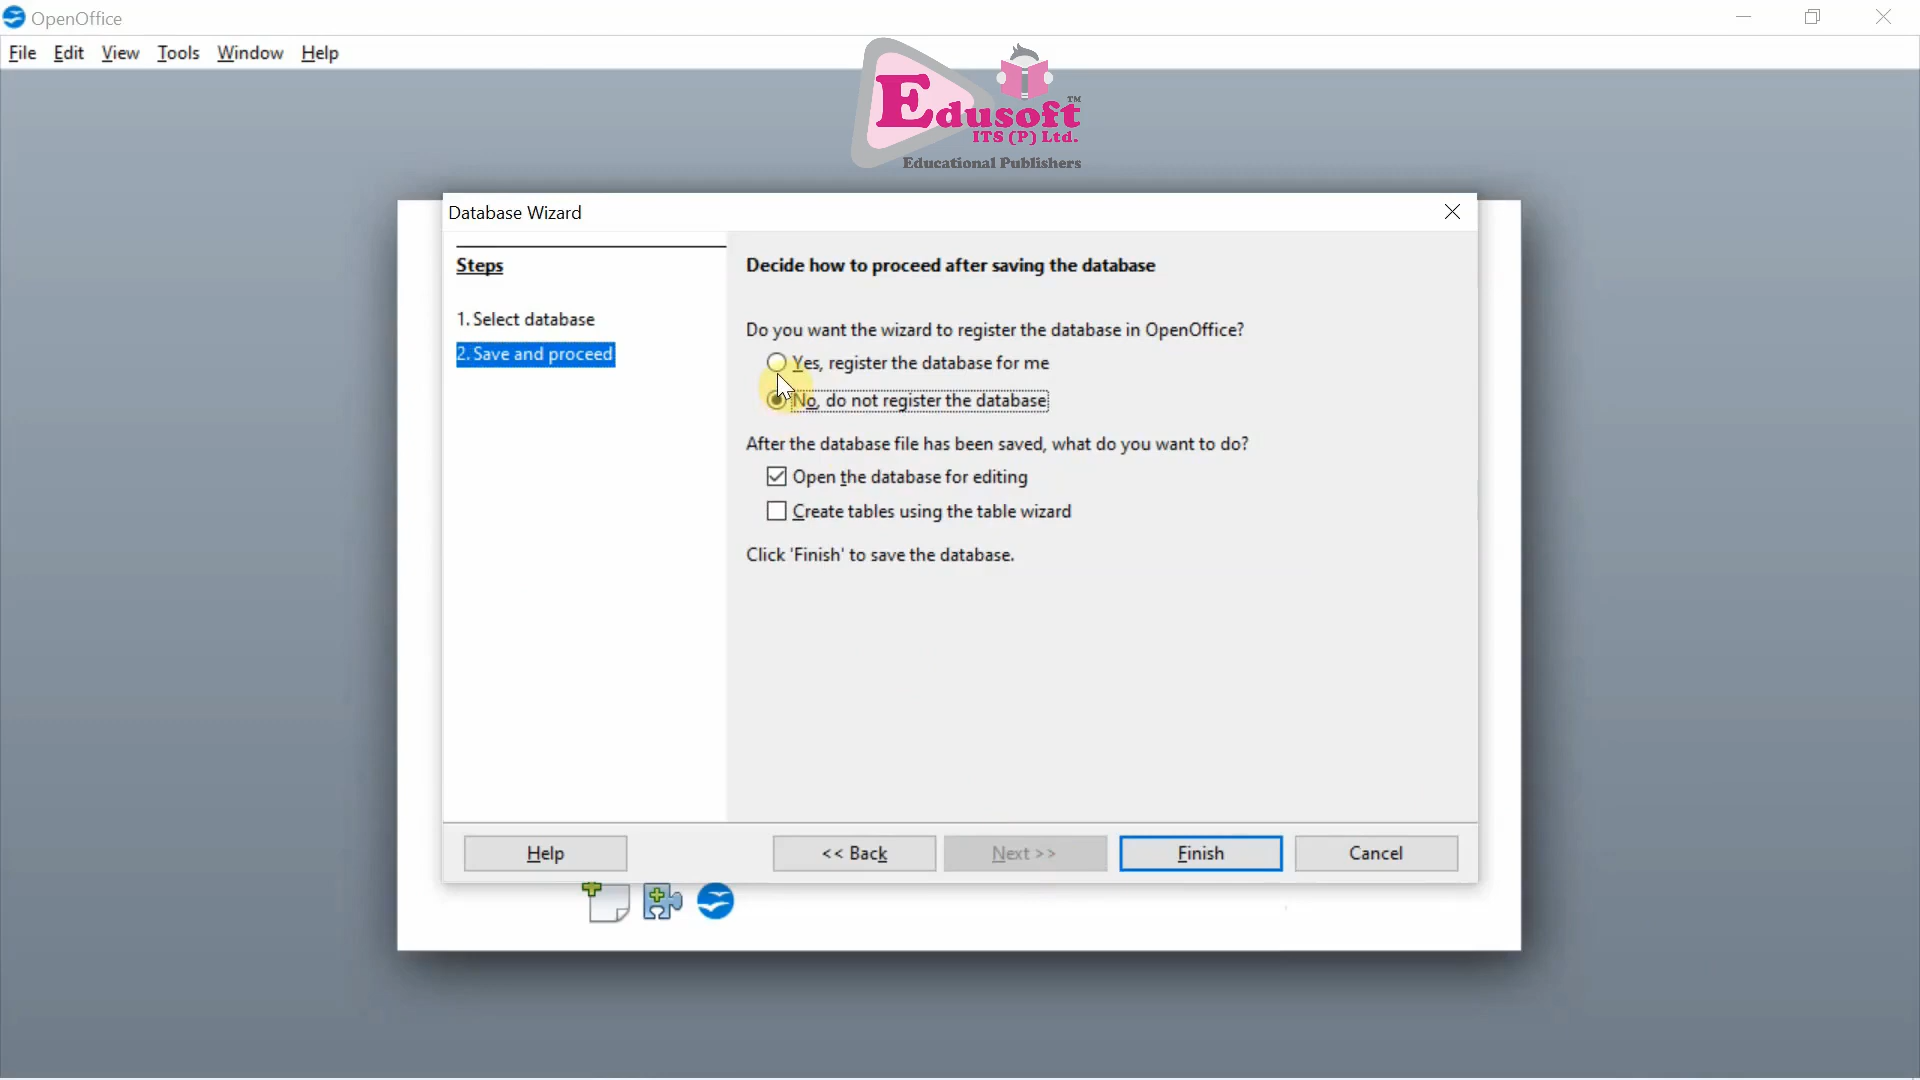 OpenOffice
File Edit View Tools Window Help
Edusoft TM
ITS (P) Ltd.
Educational Publishers
Database Wizard
Steps
1. Select database
2. Save and proceed
Decide how to proceed after saving the database
Do you want the wizard to register the database in OpenOffice?
Yes, register the database for me
No, do not register the database
After the database file has been saved, what do you want to do?
Open the database for editing
Create tables using the table wizard
Click 'Finish' to save the database.
Help << Back Next >> Finish Cancel